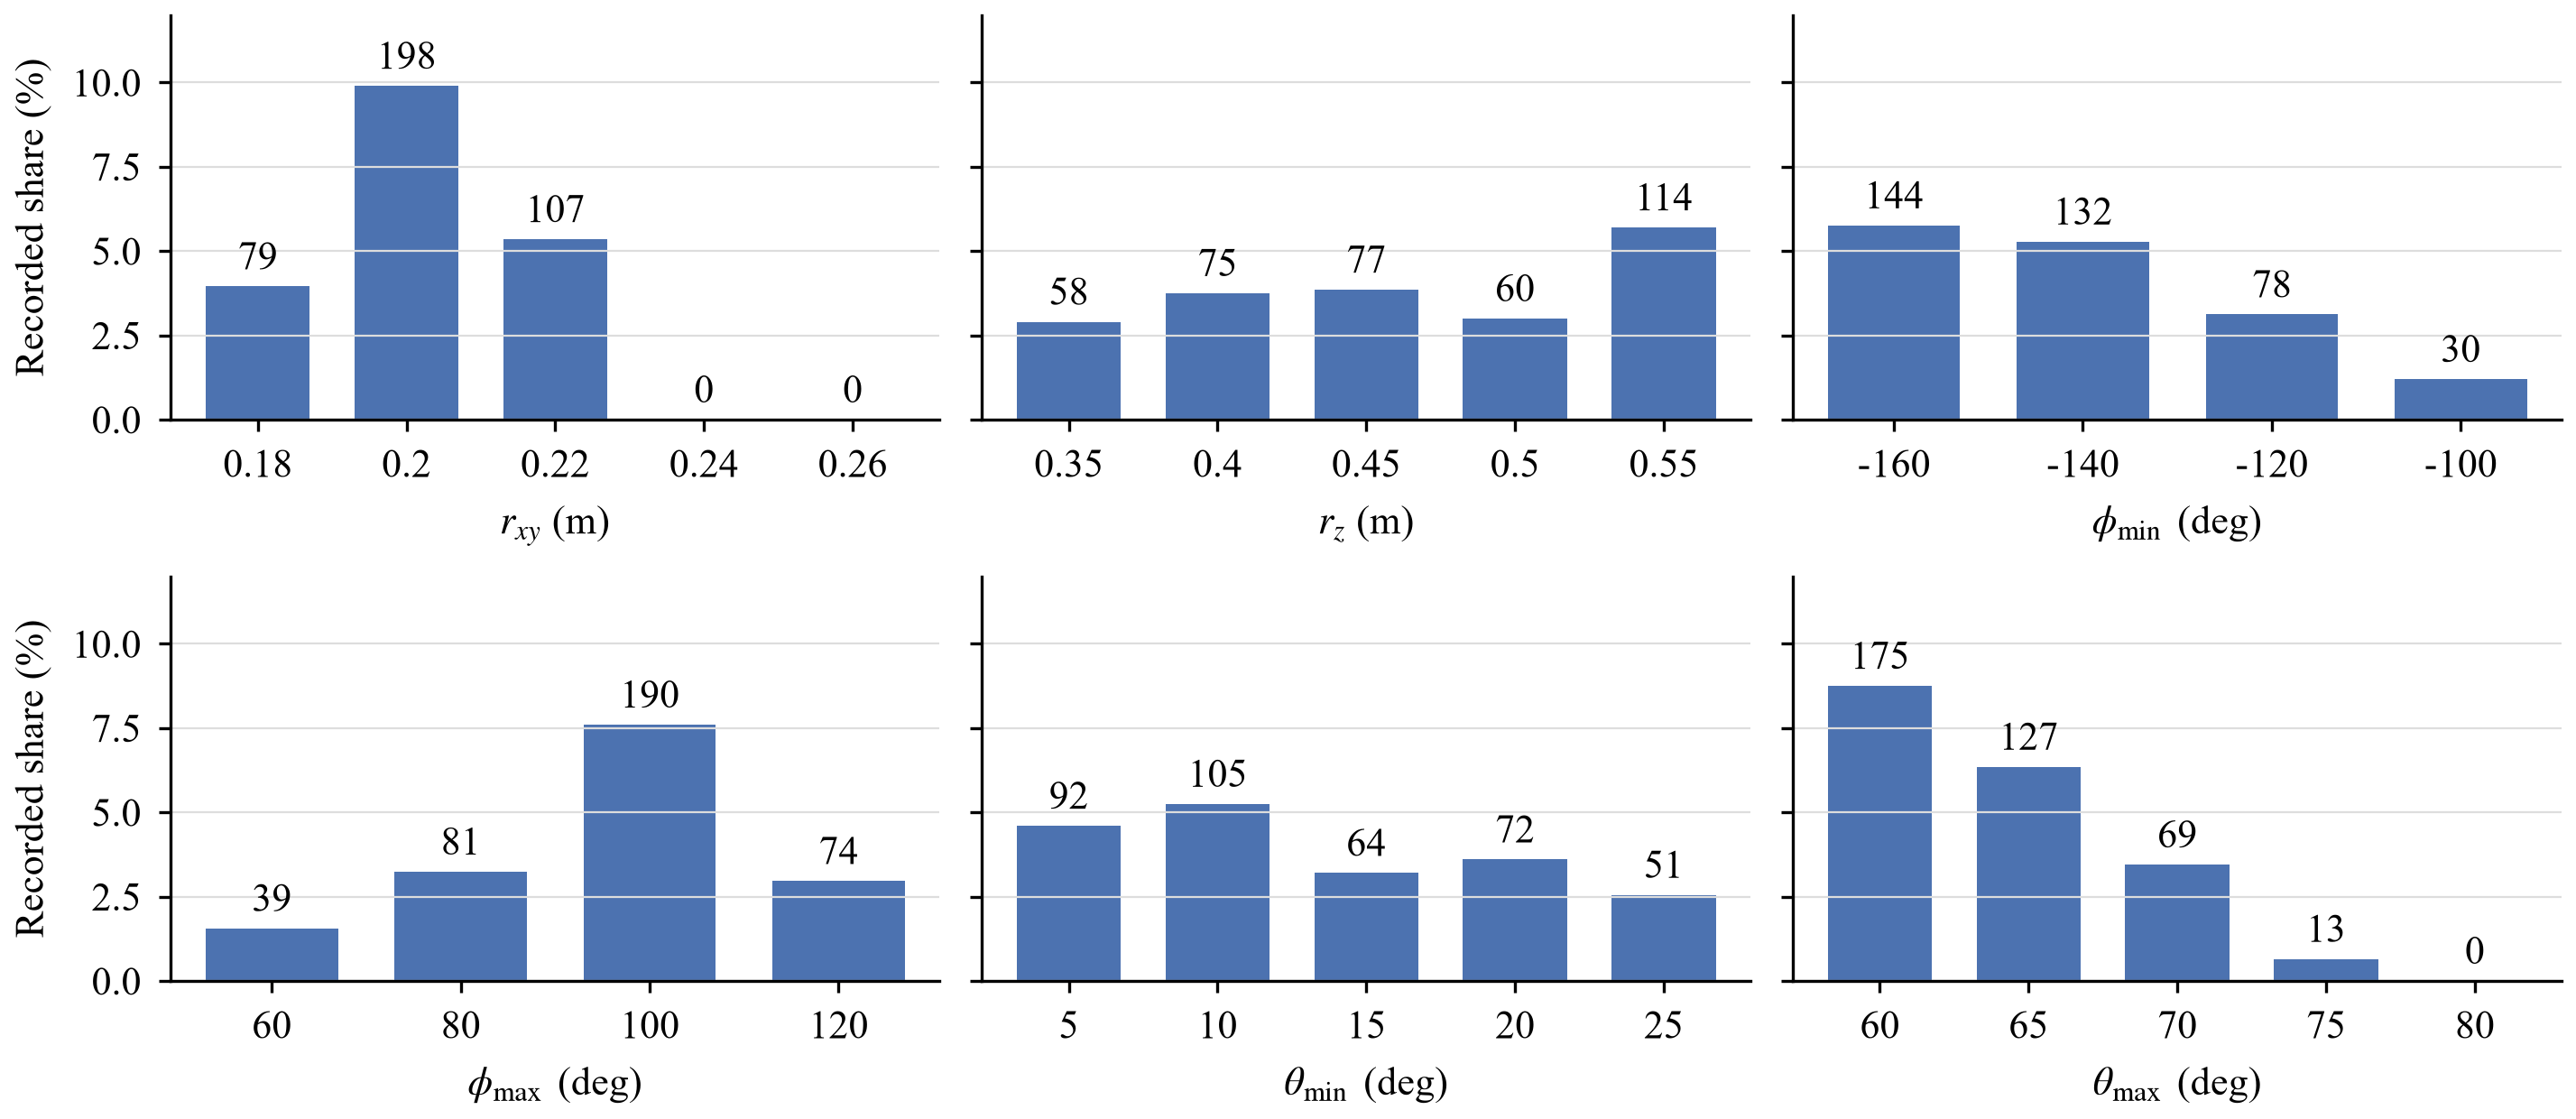 Recorded share (%)
10.0
7.5
5.0
2.5
0.0
79
198
107
0
0
0.18 0.2 0.22 0.24 0.26
r_xy (m)
58
75
77
60
114
0.35 0.4 0.45 0.5 0.55
r_z (m)
144
132
78
30
-160 -140 -120 -100
ϕ_min (deg)
Recorded share (%)
10.0
7.5
5.0
2.5
0.0
39
81
190
74
60 80 100 120
ϕ_max (deg)
92
105
64
72
51
5 10 15 20 25
θ_min (deg)
175
127
69
13
0
60 65 70 75 80
θ_max (deg)